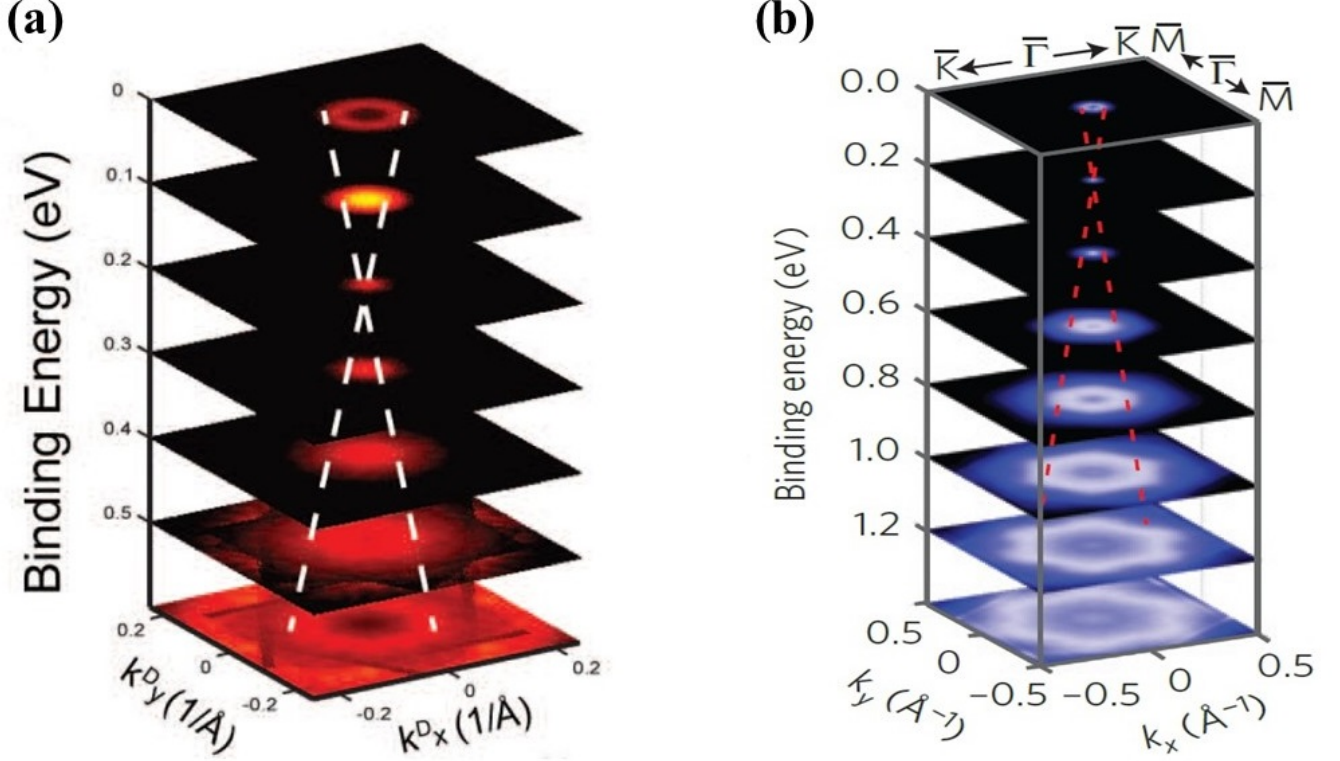 (a)
Binding Energy (eV)
0
0.1
0.2
0.3
0.4
0.5
0.2
0
-0.2
kᴰy (1/Å)
-0.2
0
0.2
kᴰx (1/Å)
(b)
K̅ Γ̅ K̅ M̅ Γ̅ M̅
Binding energy (eV)
0.0
0.2
0.4
0.6
0.8
1.0
1.2
0.5
0
−0.5
ky (Å⁻¹)
−0.5
0
0.5
kx (Å⁻¹)